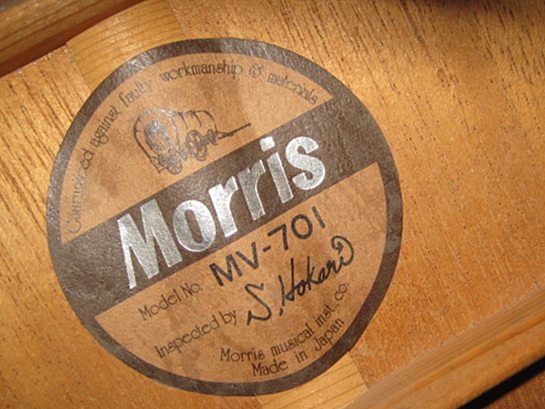 Guaranteed against faulty workmanship & materials
Morris
Model No. MV-701
Inspected by S. Hokari
Morris musical inst. co.
Made in Japan